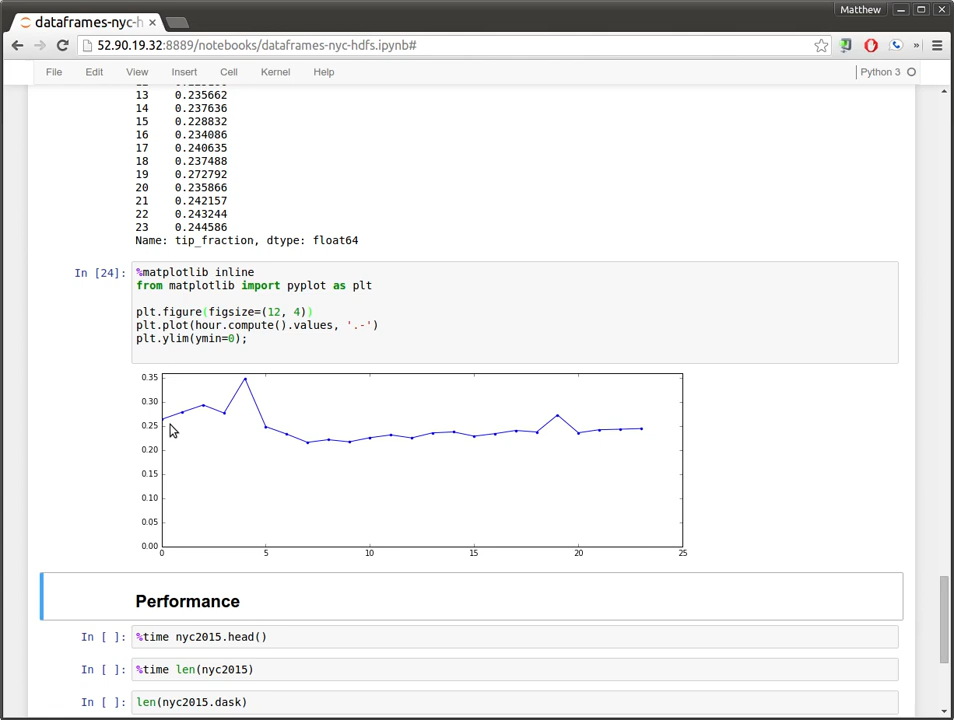 Matthew
dataframes-nyc-h
52.90.19.32:8889/notebooks/dataframes-nyc-hdfs.ipynb#
File Edit View Insert Cell Kernel Help Python 3
13 0.235662
14 0.237636
15 0.228832
16 0.234086
17 0.240635
18 0.237488
19 0.272792
20 0.235866
21 0.242157
22 0.243244
23 0.244586
Name: tip_fraction, dtype: float64
In [24]: %matplotlib inline
from matplotlib import pyplot as plt
plt.figure(figsize=(12, 4))
plt.plot(hour.compute().values, '.-')
plt.ylim(ymin=0);
0.35
0.30
0.25
0.20
0.15
0.10
0.05
0.00
0 5 10 15 20 25
Performance
In [ ]: %time nyc2015.head()
In [ ]: %time len(nyc2015)
In [ ]: len(nyc2015.dask)